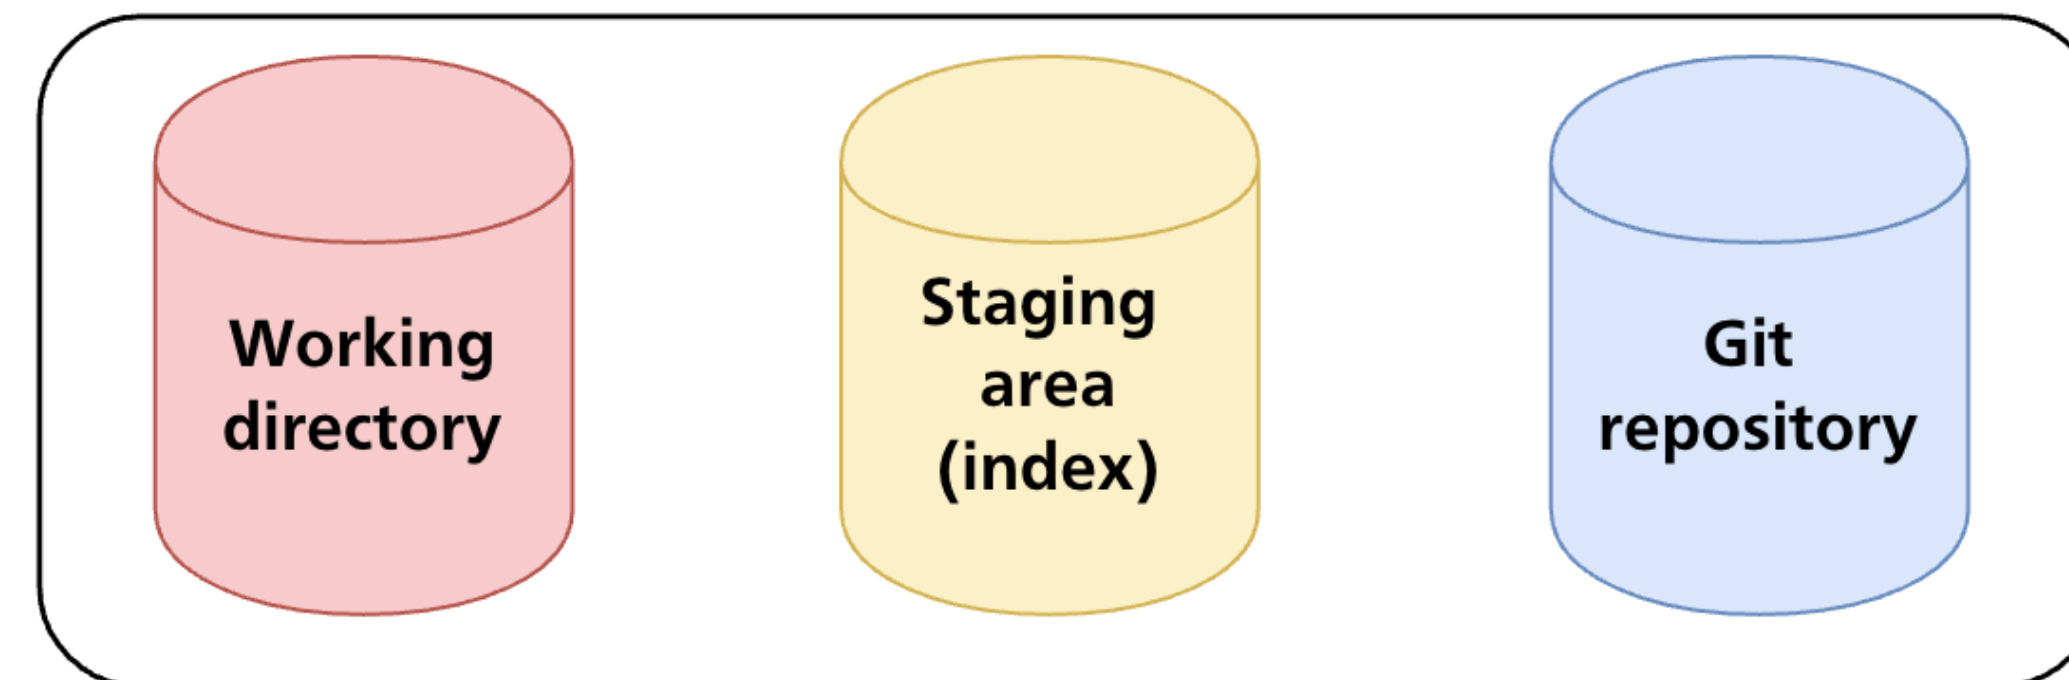 Working
directory
Staging
area
(index)
Git
repository